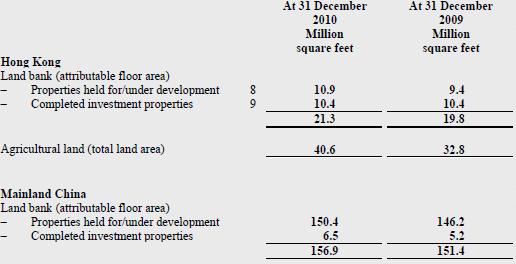 At 31 December At 31 December
2010 2009
Million Million
square feet square feet
Hong Kong
Land bank (attributable floor area)
– Properties held for/under development 8 10.9 9.4
– Completed investment properties 9 10.4 10.4
21.3 19.8
Agricultural land (total land area) 40.6 32.8
Mainland China
Land bank (attributable floor area)
– Properties held for/under development 150.4 146.2
– Completed investment properties 6.5 5.2
156.9 151.4